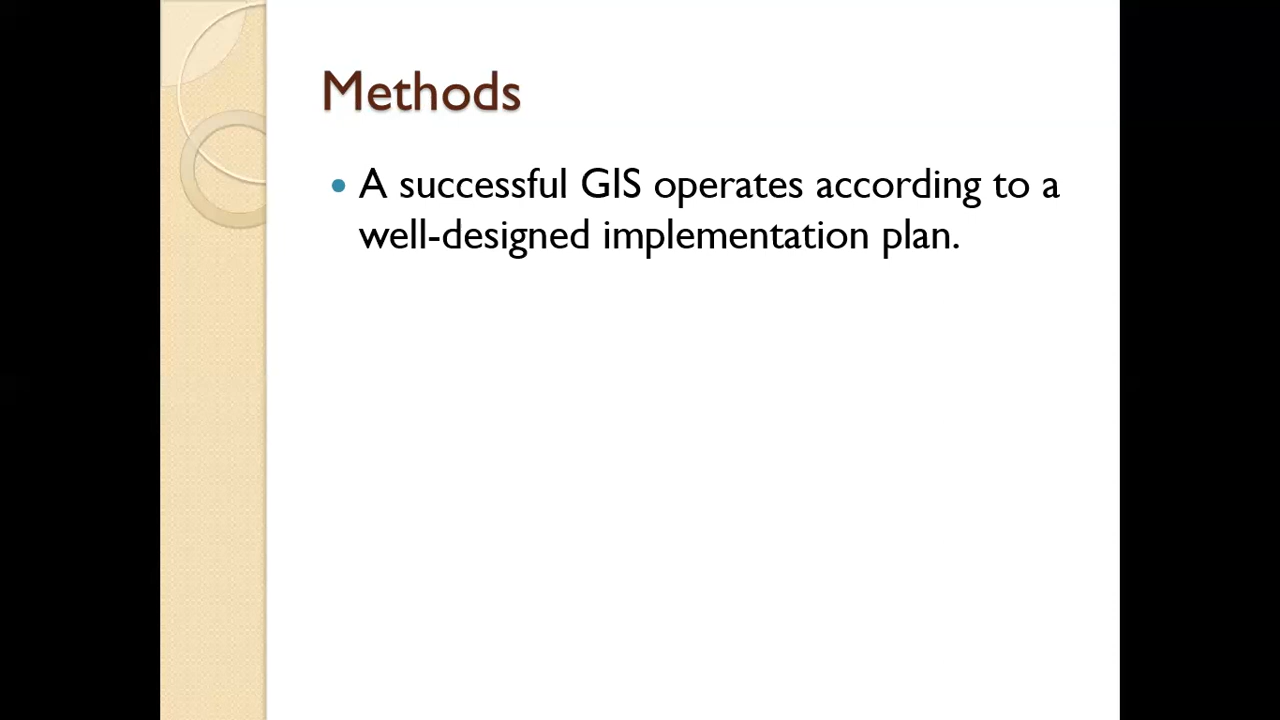 Methods
• A successful GIS operates according to a
well-designed implementation plan.